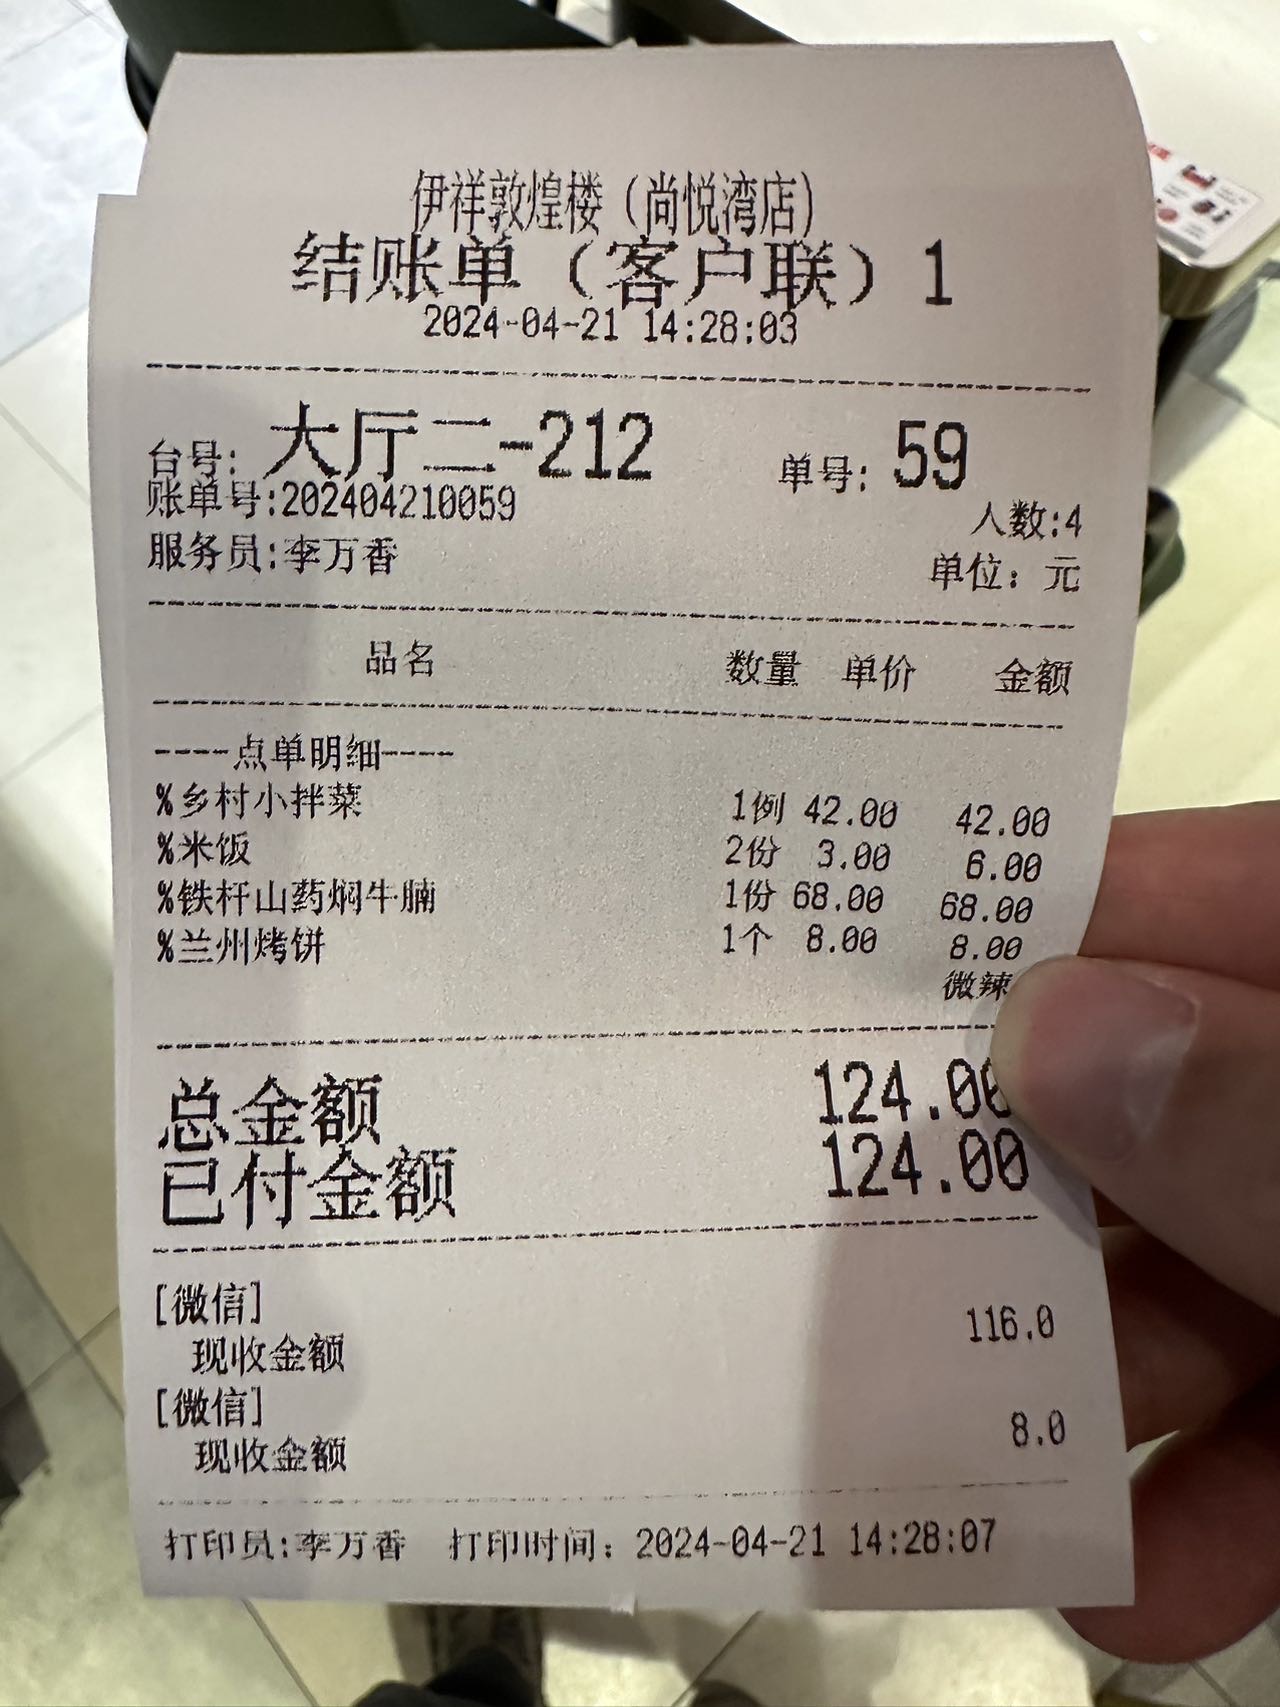 伊祥敦煌楼（尚悦湾店）
结账单（客户联）1
2024-04-21 14:28:03
台号: 大厅二-212 单号: 59
账单号:202404210059 人数:4
服务员:李万香 单位：元
品名 数量 单价 金额
----点单明细----
%乡村小拌菜 1例 42.00 42.00
%米饭 2份 3.00 6.00
%铁杆山药焖牛腩 1份 68.00 68.00
%兰州烤饼 1个 8.00 8.00
微辣
总金额 124.00
已付金额 124.00
[微信]
现收金额 116.0
[微信]
现收金额 8.0
打印员:李万香 打印时间：2024-04-21 14:28:07